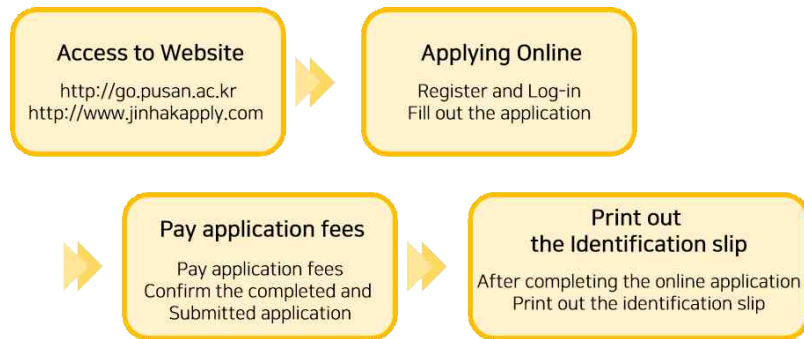 Access to Website
http://go.pusan.ac.kr
http://www.jinhakapply.com
Applying Online
Register and Log-in
Fill out the application
Pay application fees
Pay application fees
Confirm the completed and
Submitted application
Print out
the Identification slip
After completing the online application
Print out the identification slip